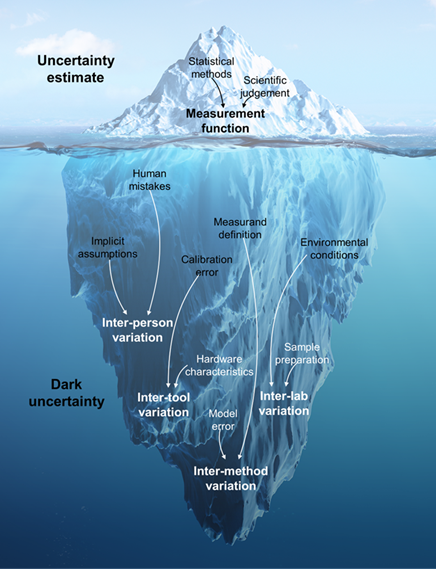 Uncertainty
estimate
Statistical
methods
Scientific
judgement
Measurement
function
Human
mistakes
Implicit
assumptions
Measurand
definition
Calibration
error
Environmental
conditions
Inter-person
variation
Dark
uncertainty
Hardware
characteristics
Sample
preparation
Inter-tool
variation
Inter-lab
variation
Model
error
Inter-method
variation